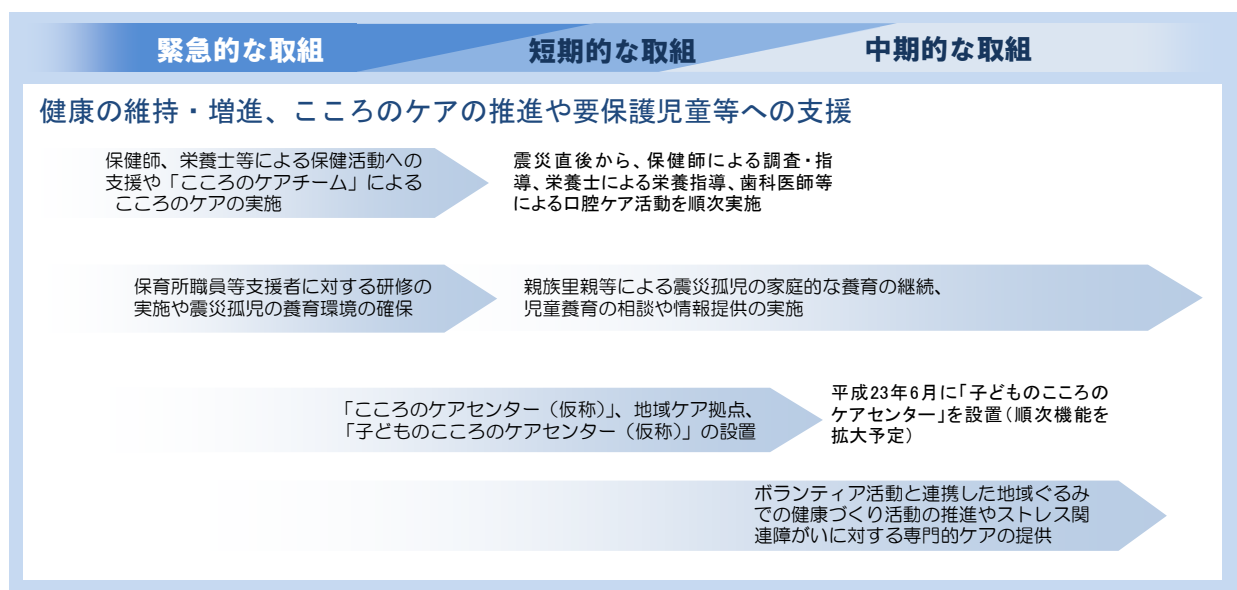 緊急的な取組
短期的な取組
中期的な取組
健康の維持・増進、こころのケアの推進や要保護児童等への支援
保健師、栄養士等による保健活動への
支援や「こころのケアチーム」による
こころのケアの実施
震災直後から、保健師による調査・指
導、栄養士による栄養指導、歯科医師等
による口腔ケア活動を順次実施
保育所職員等支援者に対する研修の
実施や震災孤児の養育環境の確保
親族里親等による震災孤児の家庭的な養育の継続、
児童養育の相談や情報提供の実施
「こころのケアセンター（仮称）」、地域ケア拠点、
「子どものこころのケアセンター（仮称）」の設置
平成23年6月に「子どものこころの
ケアセンター」を設置（順次機能を
拡大予定）
ボランティア活動と連携した地域ぐるみ
での健康づくり活動の推進やストレス関
連障がいに対する専門的ケアの提供